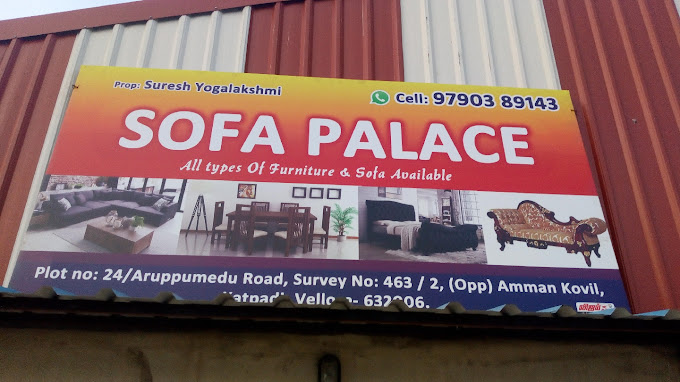 Prop: Suresh Yogalakshmi
Cell: 97903 89143
SOFA PALACE
All types Of Furniture & Sofa Available
Plot no: 24/Aruppumedu Road, Survey No: 463 / 2, (Opp) Amman Kovil,